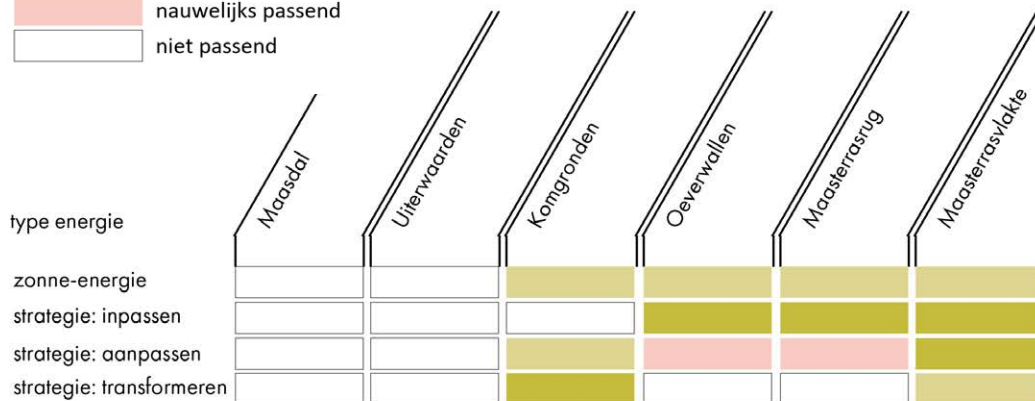 nauwelijks passend
niet passend
Maasdal
Uiterwaarden
Komgronden
Oeverwallen
Maasterrasrug
Maasterrasvlakte
type energie
zonne-energie
strategie: inpassen
strategie: aanpassen
strategie: transformeren